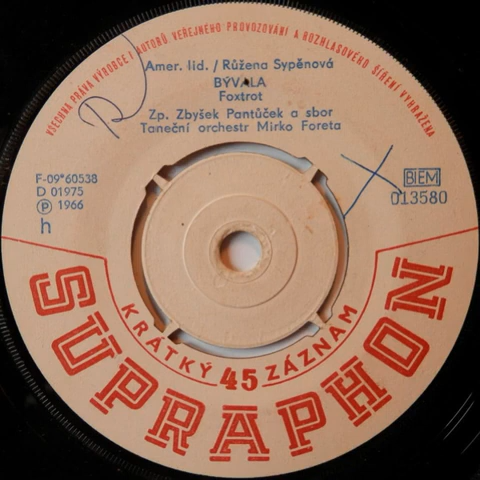 VŠECHNA PRÁVA VÝROBCE I AUTORŮ VEŘEJNÉHO PROVOZOVÁNÍ A ROZHLASOVÉHO ŠÍŘENÍ VYHRAŽENA
Amer. lid. / Růžena Sypěnová
BÝVALA
Foxtrot
Zp. Zbyšek Pantůček a sbor
Taneční orchestr Mirko Foreta
F-09*60538
D 01975
Ⓟ 1966
h
BIEM
013580
KRÁTKÝ 45 ZÁZNAM
SUPRAPHON